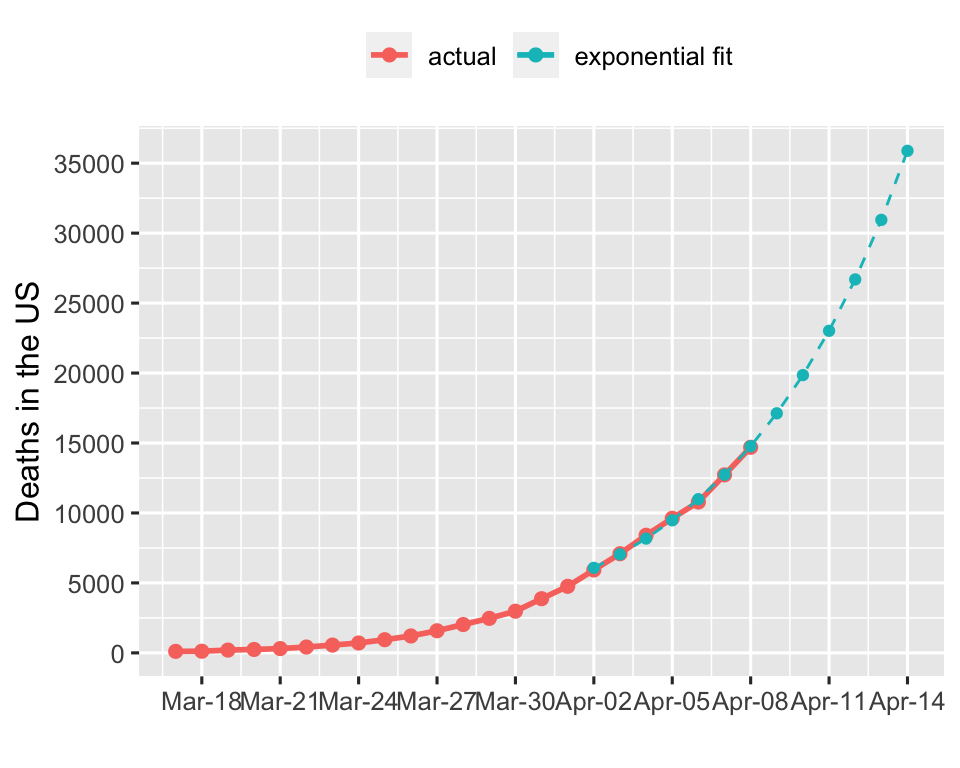 actual exponential fit
Deaths in the US
35000
30000
25000
20000
15000
10000
5000
0
Mar-18 Mar-21 Mar-24 Mar-27 Mar-30 Apr-02 Apr-05 Apr-08 Apr-11 Apr-14